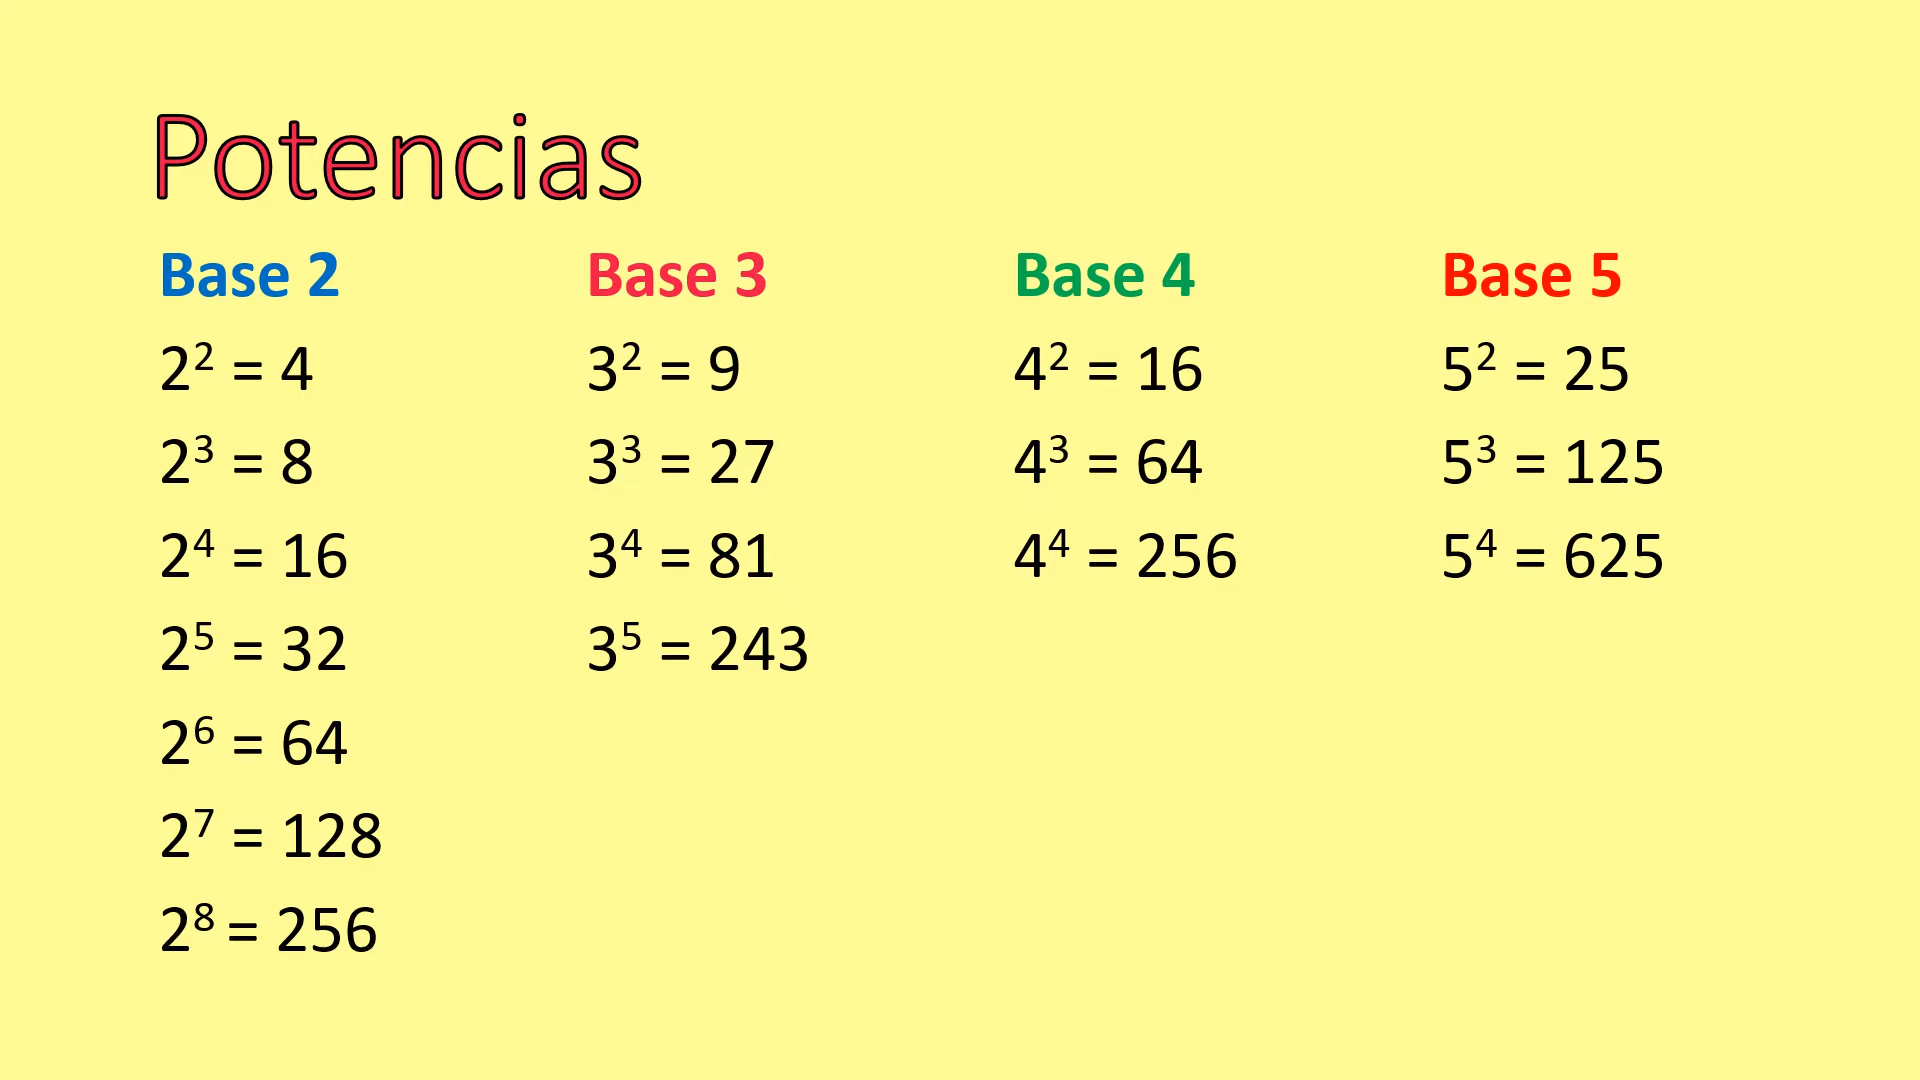 Potencias
Base 2
2² = 4
2³ = 8
2⁴ = 16
2⁵ = 32
2⁶ = 64
2⁷ = 128
2⁸ = 256
Base 3
3² = 9
3³ = 27
3⁴ = 81
3⁵ = 243
Base 4
4² = 16
4³ = 64
4⁴ = 256
Base 5
5² = 25
5³ = 125
5⁴ = 625